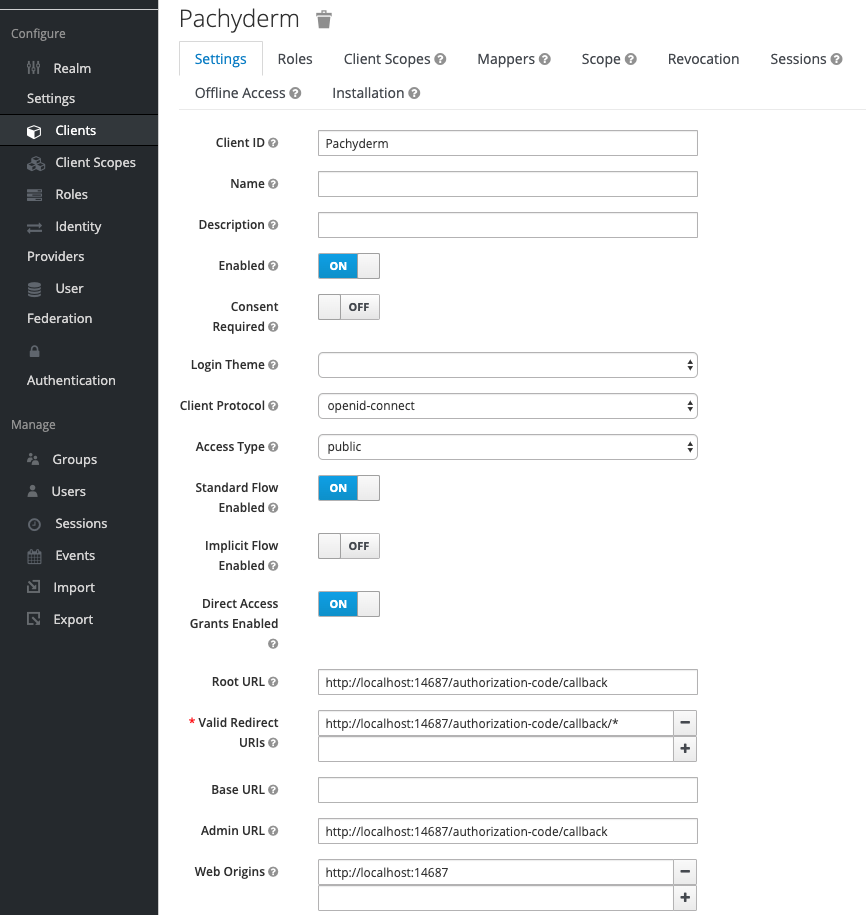 Configure
Realm
Settings
Clients
Client Scopes
Roles
Identity
Providers
User
Federation
Authentication
Manage
Groups
Users
Sessions
Events
Import
Export
Pachyderm
Settings Roles Client Scopes Mappers Scope Revocation Sessions
Offline Access Installation
Client ID Pachyderm
Name
Description
Enabled ON
Consent
Required OFF
Login Theme
Client Protocol openid-connect
Access Type public
Standard Flow
Enabled ON
Implicit Flow
Enabled OFF
Direct Access
Grants Enabled ON
Root URL http://localhost:14687/authorization-code/callback
* Valid Redirect
URIs http://localhost:14687/authorization-code/callback/*
Base URL
Admin URL http://localhost:14687/authorization-code/callback
Web Origins http://localhost:14687